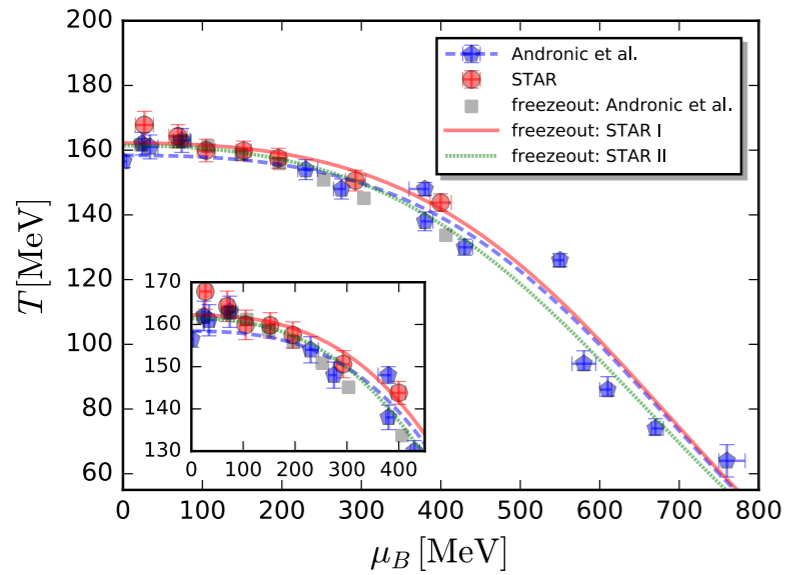 200
180
160
140
120
100
80
60
T [MeV]
Andronic et al.
STAR
freezeout: Andronic et al.
freezeout: STAR I
freezeout: STAR II
170
160
150
140
130
0 100 200 300 400
0 100 200 300 400 500 600 700 800
μ_B [MeV]